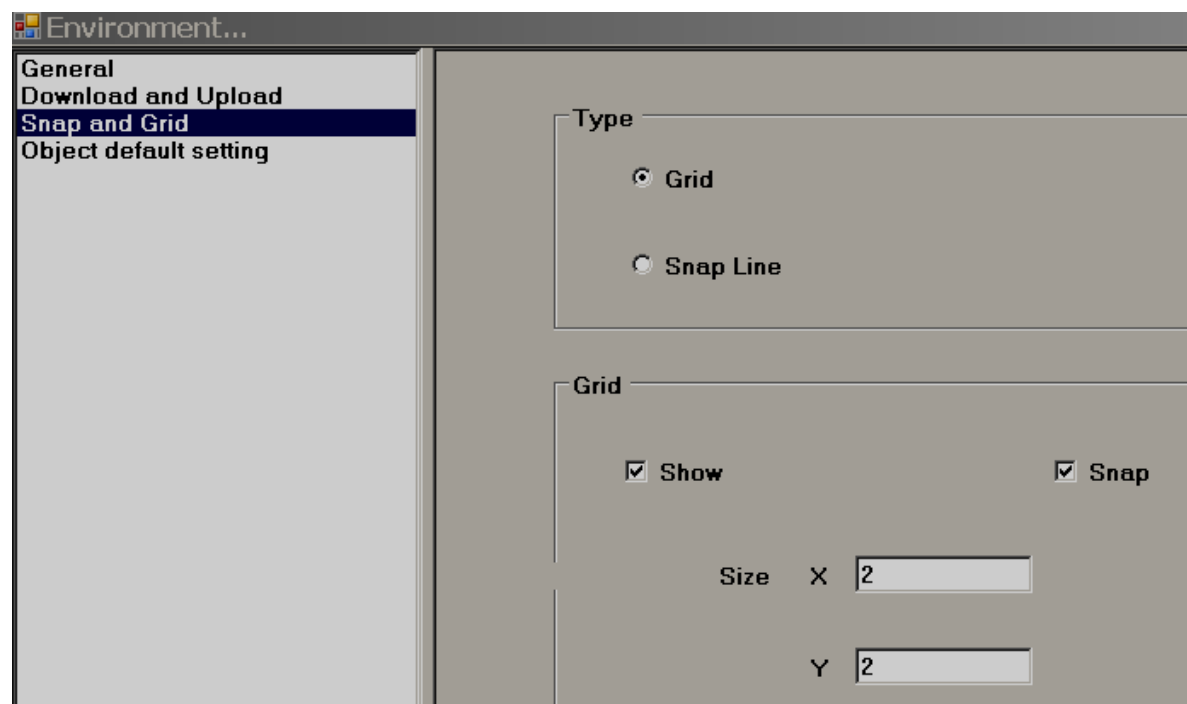 Environment...
General
Download and Upload
Snap and Grid
Object default setting
Type
Grid
Snap Line
Grid
Show Snap
Size X 2
Y 2